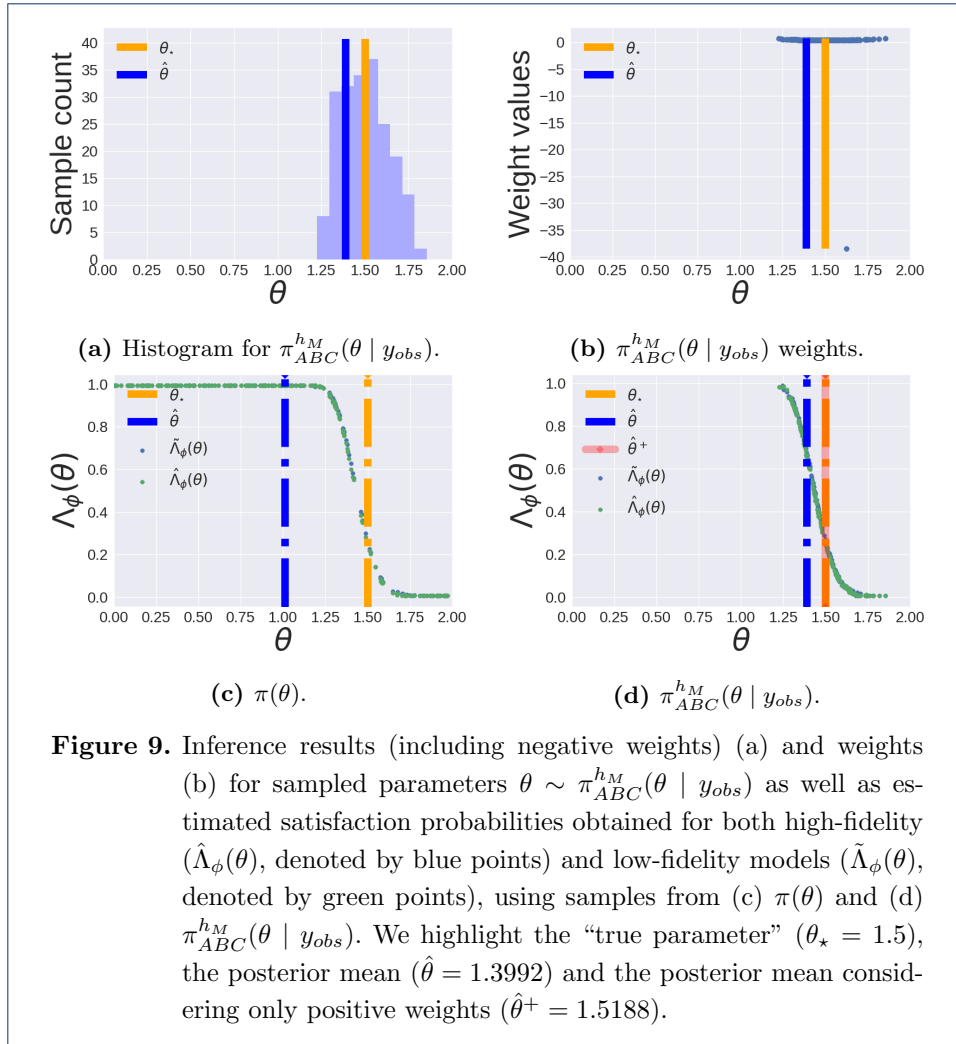 40
35
30
25
20
15
10
5
0
Sample count
θ⋆
θ̂
0.00 0.25 0.50 0.75 1.00 1.25 1.50 1.75 2.00
θ
0
−5
−10
−15
−20
−25
−30
−35
−40
Weight values
θ⋆
θ̂
0.00 0.25 0.50 0.75 1.00 1.25 1.50 1.75 2.00
θ
(a) Histogram for π_{ABC}^{h_M}(θ | y_{obs}).
(b) π_{ABC}^{h_M}(θ | y_{obs}) weights.
1.0
0.8
0.6
0.4
0.2
0.0
Λ_ϕ(θ)
θ⋆
θ̂
Λ̃_ϕ(θ)
Λ̂_ϕ(θ)
0.00 0.25 0.50 0.75 1.00 1.25 1.50 1.75 2.00
θ
1.0
0.8
0.6
0.4
0.2
0.0
Λ_ϕ(θ)
θ⋆
θ̂
θ̂⁺
Λ̃_ϕ(θ)
Λ̂_ϕ(θ)
0.00 0.25 0.50 0.75 1.00 1.25 1.50 1.75 2.00
θ
(c) π(θ).
(d) π_{ABC}^{h_M}(θ | y_{obs}).
Figure 9. Inference results (including negative weights) (a) and weights
(b) for sampled parameters θ ∼ π_{ABC}^{h_M}(θ | y_{obs}) as well as es-
timated satisfaction probabilities obtained for both high-fidelity
(Λ̂_ϕ(θ), denoted by blue points) and low-fidelity models (Λ̃_ϕ(θ),
denoted by green points), using samples from (c) π(θ) and (d)
π_{ABC}^{h_M}(θ | y_{obs}). We highlight the “true parameter” (θ⋆ = 1.5),
the posterior mean (θ̂ = 1.3992) and the posterior mean consid-
ering only positive weights (θ̂⁺ = 1.5188).